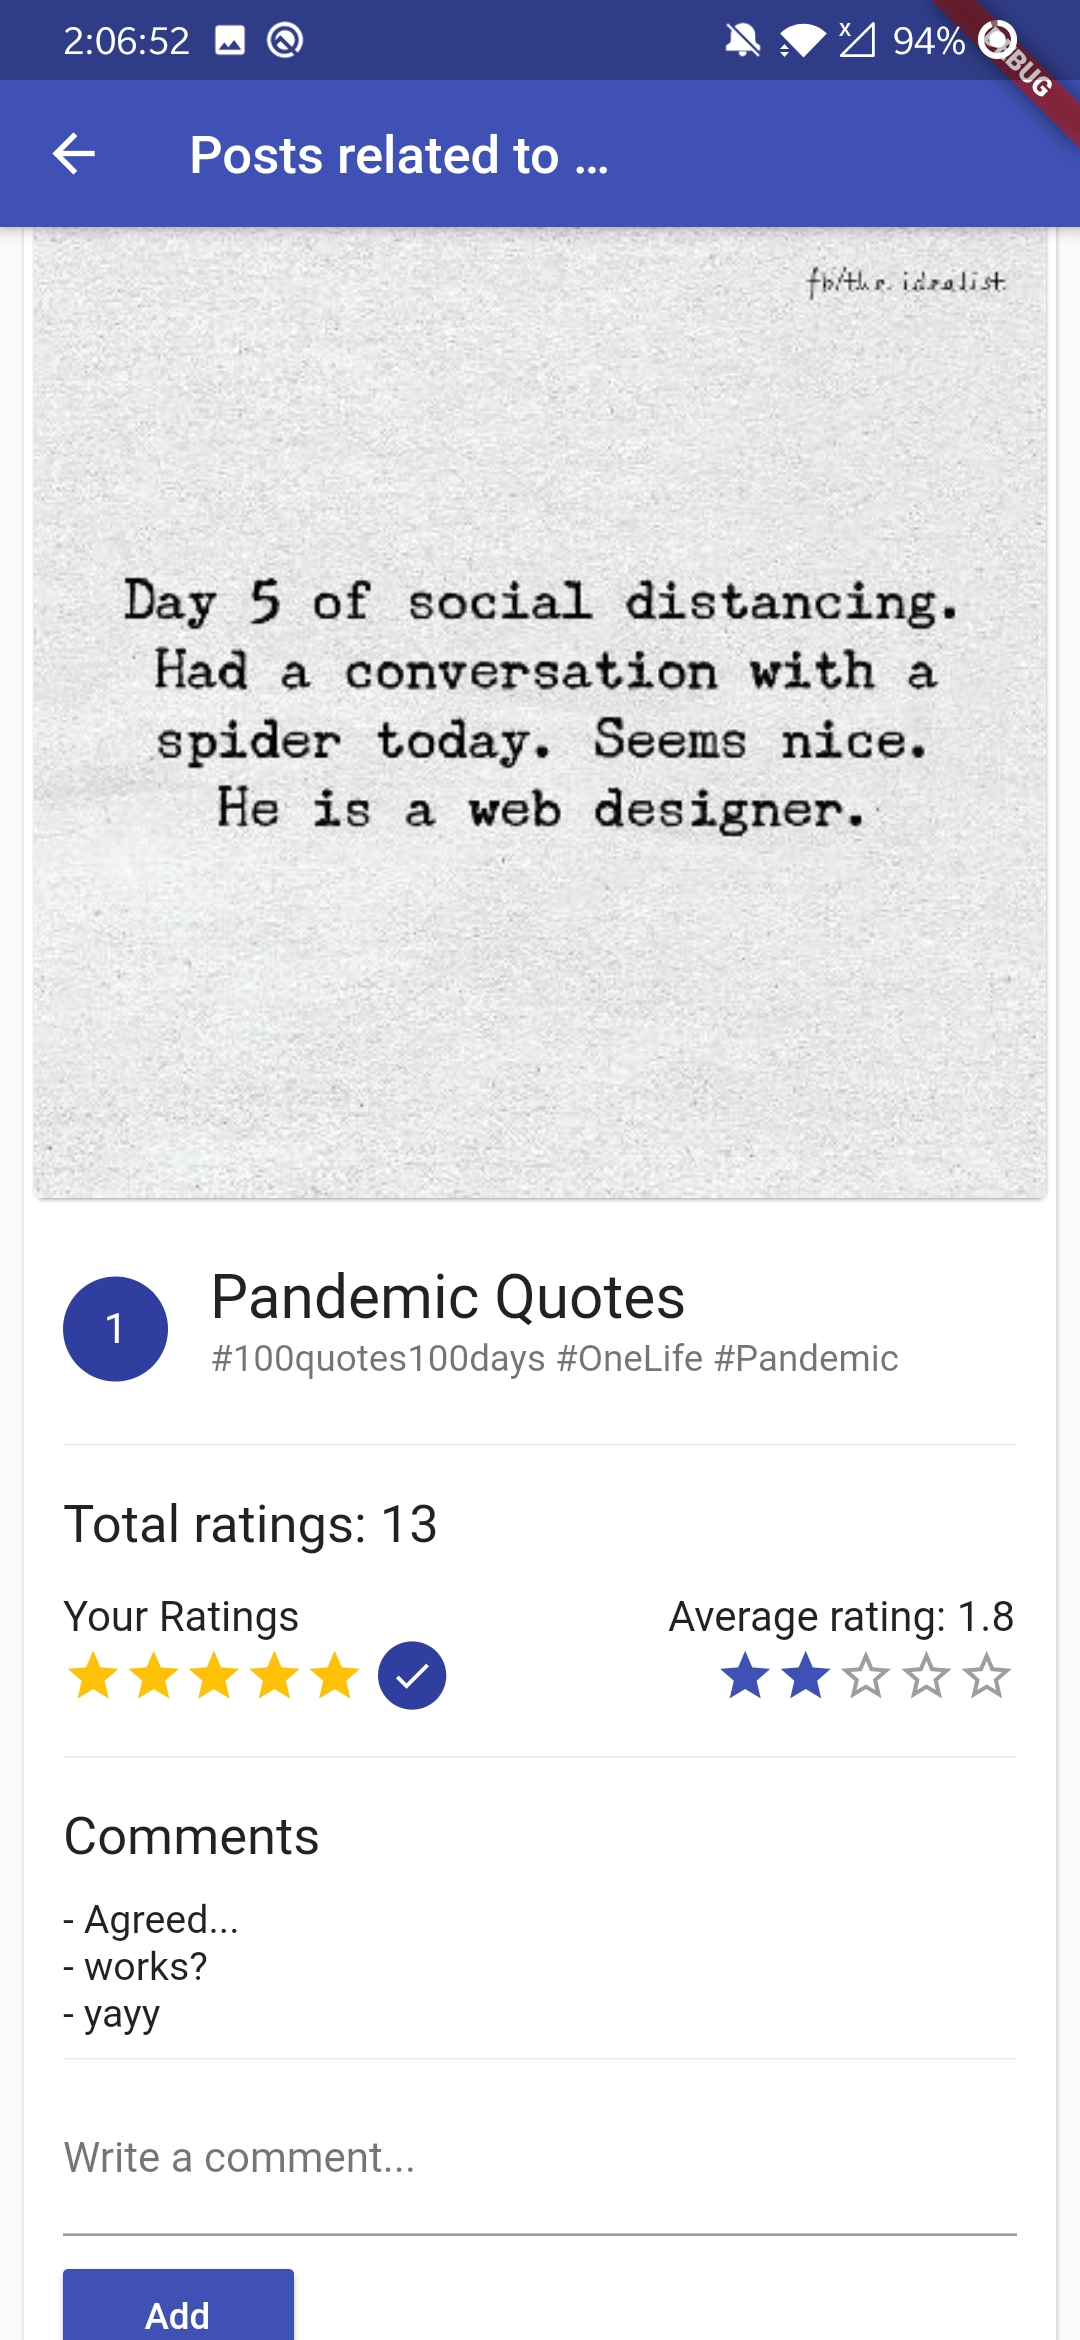 2:06:52
94%
BUG
Posts related to ...
fb/the idealist
Day 5 of social distancing.
Had a conversation with a
spider today. Seems nice.
He is a web designer.
1
Pandemic Quotes
#100quotes100days #OneLife #Pandemic
Total ratings: 13
Your Ratings
Average rating: 1.8
Comments
- Agreed...
- works?
- yayy
Write a comment...
Add